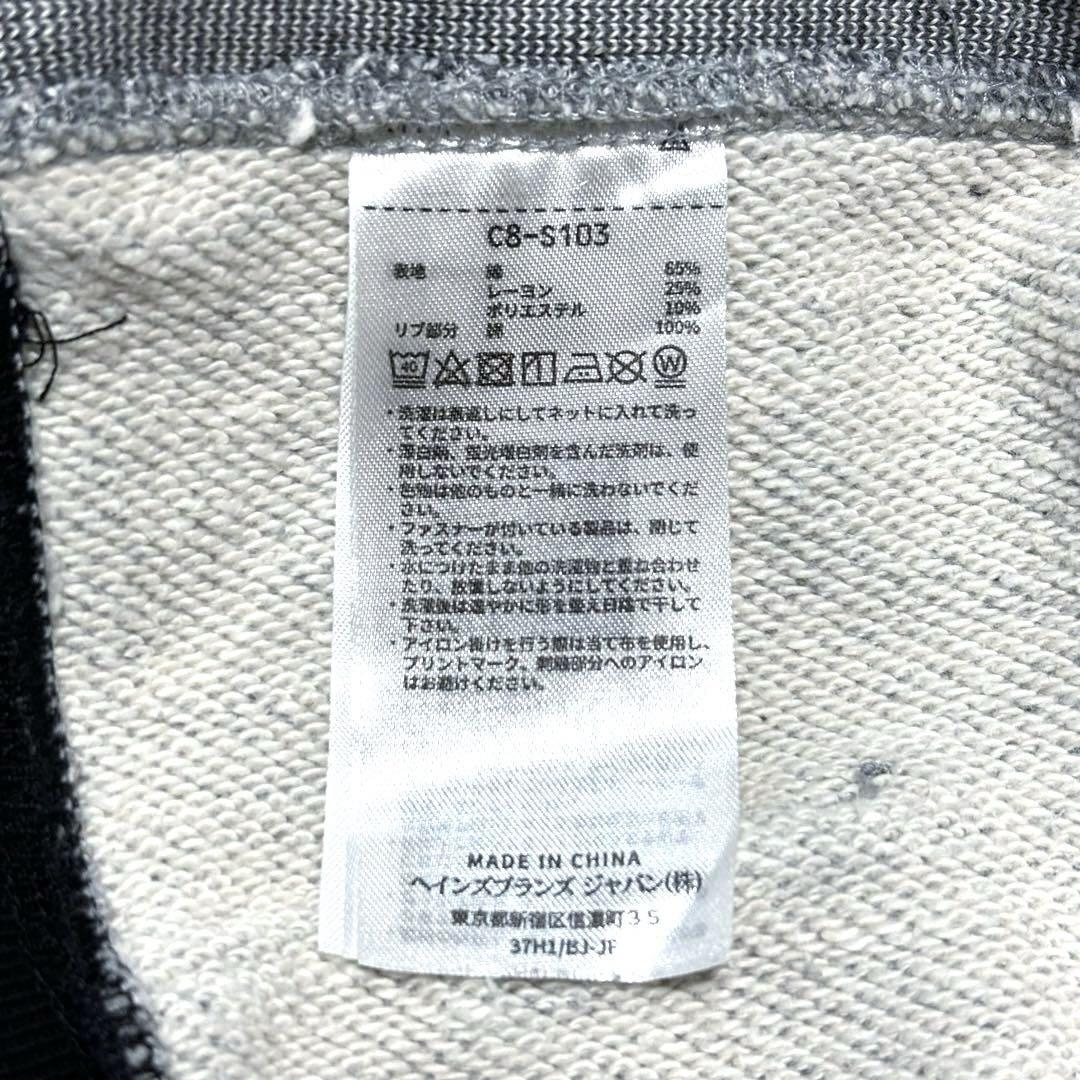 C8-S103
表地 綿 65%
レーヨン 25%
ポリエステル 10%
リブ部分 綿 100%
40
W
・洗濯は裏返しにしてネットに入れて洗っ
てください。
・漂白剤、蛍光増白剤を含んだ洗剤は、使
用しないでください。
・色物は他のものと一緒に洗わないでくだ
さい。
・ファスナーが付いている製品は、閉じて
洗ってください。
・水につけたまま他の洗濯物と重ね合わせ
たり、放置しないようにしてください。
・洗濯後は速やかに形を整え日陰で干して
下さい。
・アイロン掛けを行う際は当て布を使用し、
プリントマーク、刺繍部分へのアイロン
はお避けください。
MADE IN CHINA
ヘインズブランズ ジャパン(株)
東京都新宿区信濃町35
37H1/BJ-JF